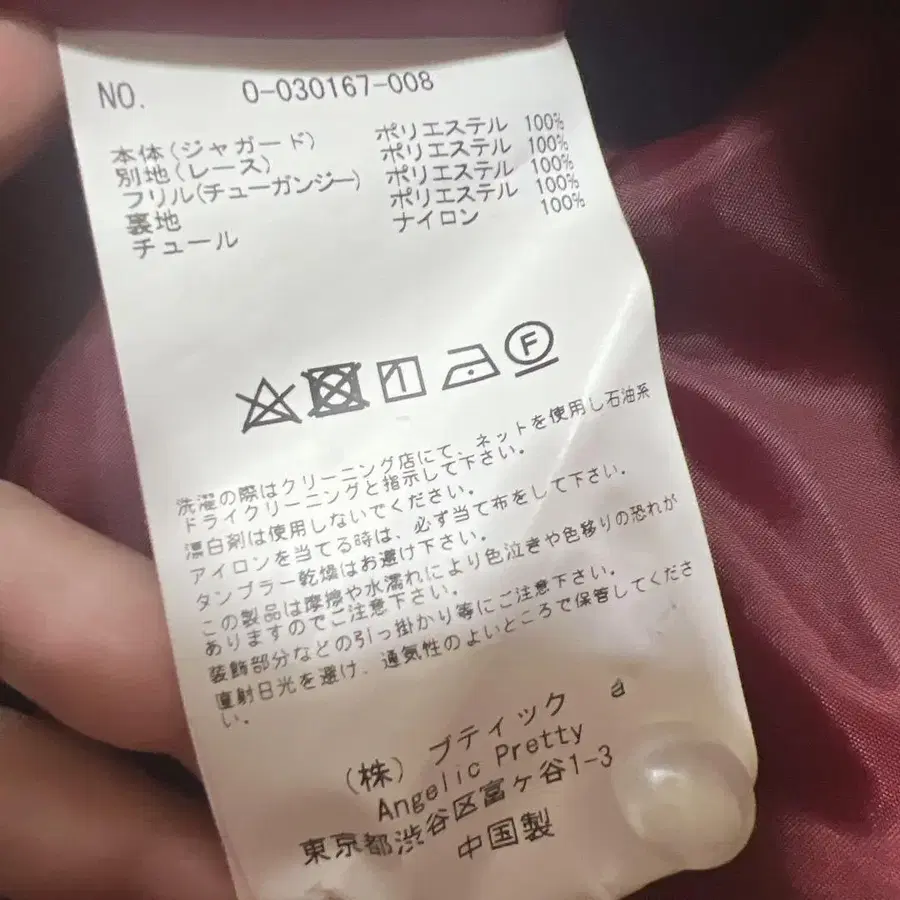 NO. 0-030167-008
本体(ジャガード) ポリエステル 100%
別地(レース) ポリエステル 100%
フリル(チューガンジー) ポリエステル 100%
裏地 ポリエステル 100%
チュール ナイロン 100%
1 F
洗濯の際はクリーニング店にて、ネットを使用し石油系
ドライクリーニングと指示して下さい。
漂白剤は使用しないでください。
アイロンを当てる時は、必ず当て布をして下さい。
タンブラー乾燥はお避け下さい。
この製品は摩擦や水濡れにより色泣きや色移りの恐れが
ありますのでご注意下さい。
装飾部分などの引っ掛かり等にご注意下さい。
直射日光を避け、通気性のよいところで保管してくださ
い。
a
(株) ブティック
Angelic Pretty
東京都渋谷区富ヶ谷1-3
中国製